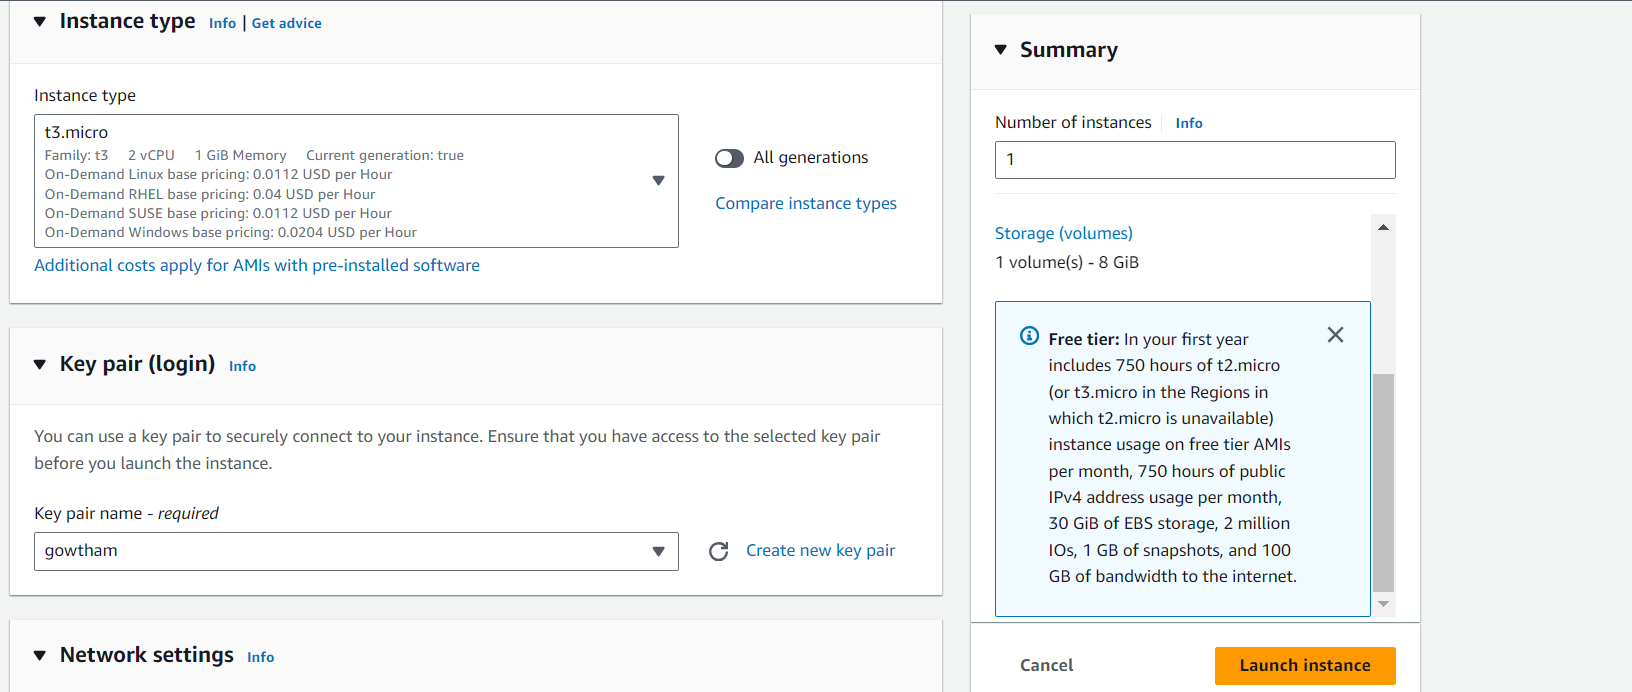 Instance type Info | Get advice
Instance type
t3.micro
Family: t3 2 vCPU 1 GiB Memory Current generation: true
On-Demand Linux base pricing: 0.0112 USD per Hour
On-Demand RHEL base pricing: 0.04 USD per Hour
On-Demand SUSE base pricing: 0.0112 USD per Hour
On-Demand Windows base pricing: 0.0204 USD per Hour
All generations
Compare instance types
Additional costs apply for AMIs with pre-installed software
Key pair (login) Info
You can use a key pair to securely connect to your instance. Ensure that you have access to the selected key pair
before you launch the instance.
Key pair name - required
gowtham
Create new key pair
Network settings Info
Summary
Number of instances Info
1
Storage (volumes)
1 volume(s) - 8 GiB
Free tier: In your first year
includes 750 hours of t2.micro
(or t3.micro in the Regions in
which t2.micro is unavailable)
instance usage on free tier AMIs
per month, 750 hours of public
IPv4 address usage per month,
30 GiB of EBS storage, 2 million
IOs, 1 GB of snapshots, and 100
GB of bandwidth to the internet.
Cancel
Launch instance